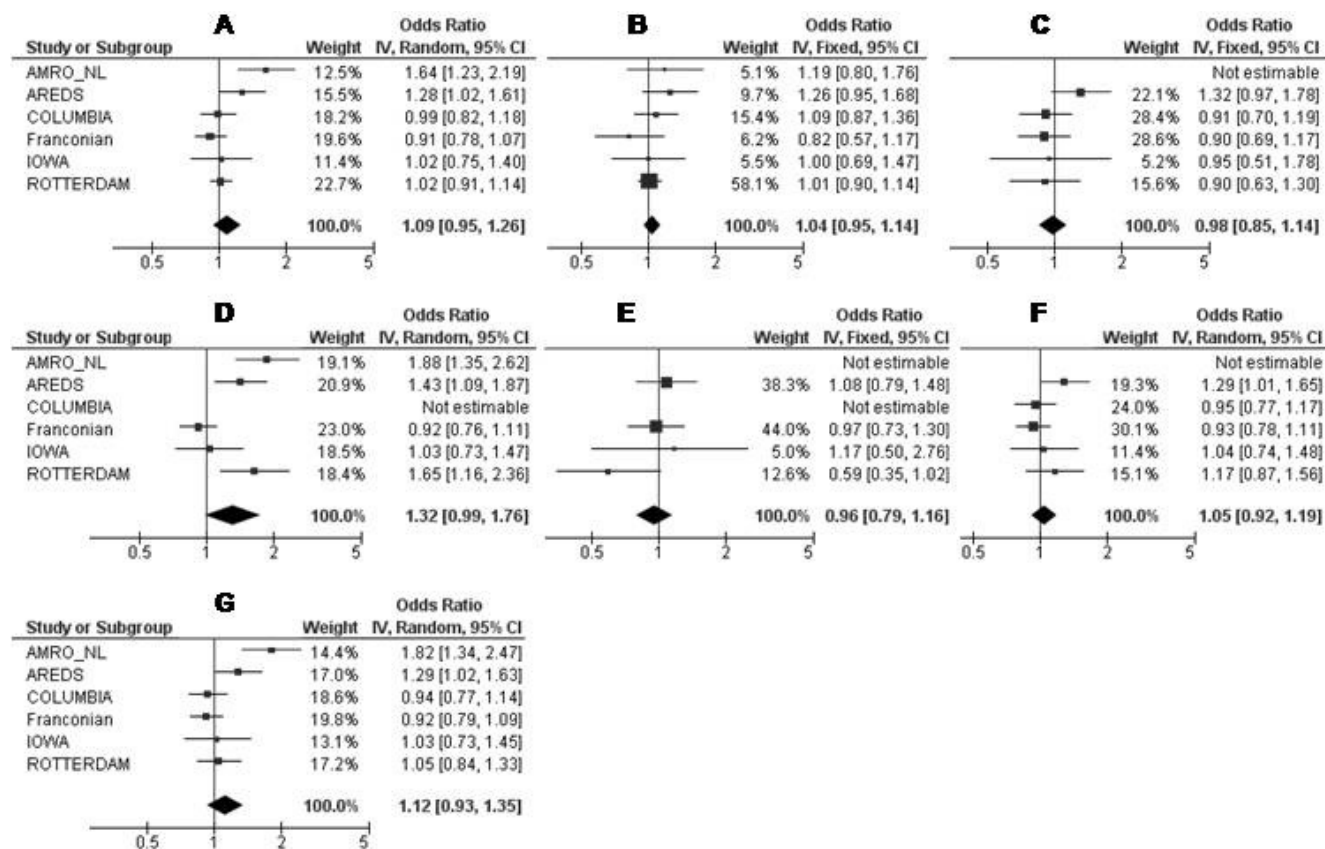 A Odds Ratio B Odds Ratio C Odds Ratio
Study or Subgroup Weight IV, Random, 95% CI Weight IV, Fixed, 95% CI Weight IV, Fixed, 95% CI
AMRO_NL 12.5% 1.64 [1.23, 2.19] 5.1% 1.19 [0.80, 1.76] Not estimable
AREDS 15.5% 1.28 [1.02, 1.61] 9.7% 1.26 [0.95, 1.68] 22.1% 1.32 [0.97, 1.78]
COLUMBIA 18.2% 0.99 [0.82, 1.18] 15.4% 1.09 [0.87, 1.36] 28.4% 0.91 [0.70, 1.19]
Franconian 19.6% 0.91 [0.78, 1.07] 6.2% 0.82 [0.57, 1.17] 28.6% 0.90 [0.69, 1.17]
IOWA 11.4% 1.02 [0.75, 1.40] 5.5% 1.00 [0.69, 1.47] 5.2% 0.95 [0.51, 1.78]
ROTTERDAM 22.7% 1.02 [0.91, 1.14] 58.1% 1.01 [0.90, 1.14] 15.6% 0.90 [0.63, 1.30]
100.0% 1.09 [0.95, 1.26] 100.0% 1.04 [0.95, 1.14] 100.0% 0.98 [0.85, 1.14]
0.5 1 2 5 0.5 1 2 5 0.5 1 2 5
D Odds Ratio E Odds Ratio F Odds Ratio
Study or Subgroup Weight IV, Random, 95% CI Weight IV, Fixed, 95% CI Weight IV, Random, 95% CI
AMRO_NL 19.1% 1.88 [1.35, 2.62] Not estimable Not estimable
AREDS 20.9% 1.43 [1.09, 1.87] 38.3% 1.08 [0.79, 1.48] 19.3% 1.29 [1.01, 1.65]
COLUMBIA Not estimable Not estimable 24.0% 0.95 [0.77, 1.17]
Franconian 23.0% 0.92 [0.76, 1.11] 44.0% 0.97 [0.73, 1.30] 30.1% 0.93 [0.78, 1.11]
IOWA 18.5% 1.03 [0.73, 1.47] 5.0% 1.17 [0.50, 2.76] 11.4% 1.04 [0.74, 1.48]
ROTTERDAM 18.4% 1.65 [1.16, 2.36] 12.6% 0.59 [0.35, 1.02] 15.1% 1.17 [0.87, 1.56]
100.0% 1.32 [0.99, 1.76] 100.0% 0.96 [0.79, 1.16] 100.0% 1.05 [0.92, 1.19]
0.5 1 2 5 0.5 1 2 5 0.5 1 2 5
G Odds Ratio
Study or Subgroup Weight IV, Random, 95% CI
AMRO_NL 14.4% 1.82 [1.34, 2.47]
AREDS 17.0% 1.29 [1.02, 1.63]
COLUMBIA 18.6% 0.94 [0.77, 1.14]
Franconian 19.8% 0.92 [0.79, 1.09]
IOWA 13.1% 1.03 [0.73, 1.45]
ROTTERDAM 17.2% 1.05 [0.84, 1.33]
100.0% 1.12 [0.93, 1.35]
0.5 1 2 5